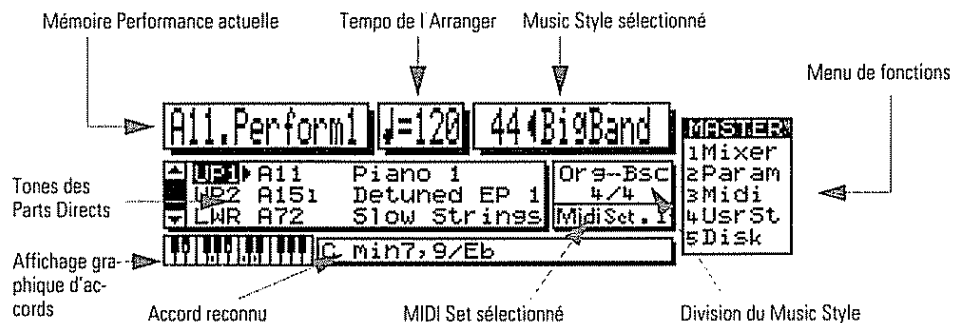 Mémoire Performance actuelle
Tempo de l'Arranger
Music Style sélectionné
Menu de fonctions
A11.Perform1
♩=120
44 BigBand
MASTER
1Mixer
2Param
3Midi
4UsrSt
5Disk
UP1 A11 Piano 1
UP2 A151 Detuned EP 1
LWR A72 Slow Strings
Org-Bsc
4/4
MidiSet.1
Tones des
Parts Directs
C min7,9/Eb
Affichage gra-
phique d'ac-
cords
Accord reconnu
MIDI Set sélectionné
Division du Music Style